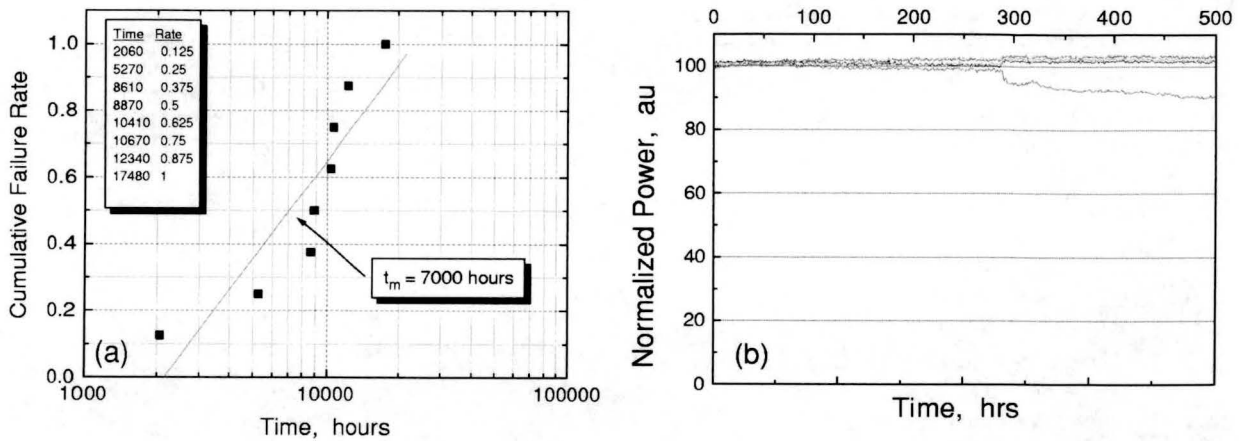 Time Rate
2060 0.125
5270 0.25
8610 0.375
8870 0.5
10410 0.625
10670 0.75
12340 0.875
17480 1
t_m = 7000 hours
(a)
Cumulative Failure Rate
1.0
0.8
0.6
0.4
0.2
0.0
1000 10000 100000
Time, hours
0 100 200 300 400 500
Normalized Power, au
100
80
60
40
20
0
(b)
Time, hrs